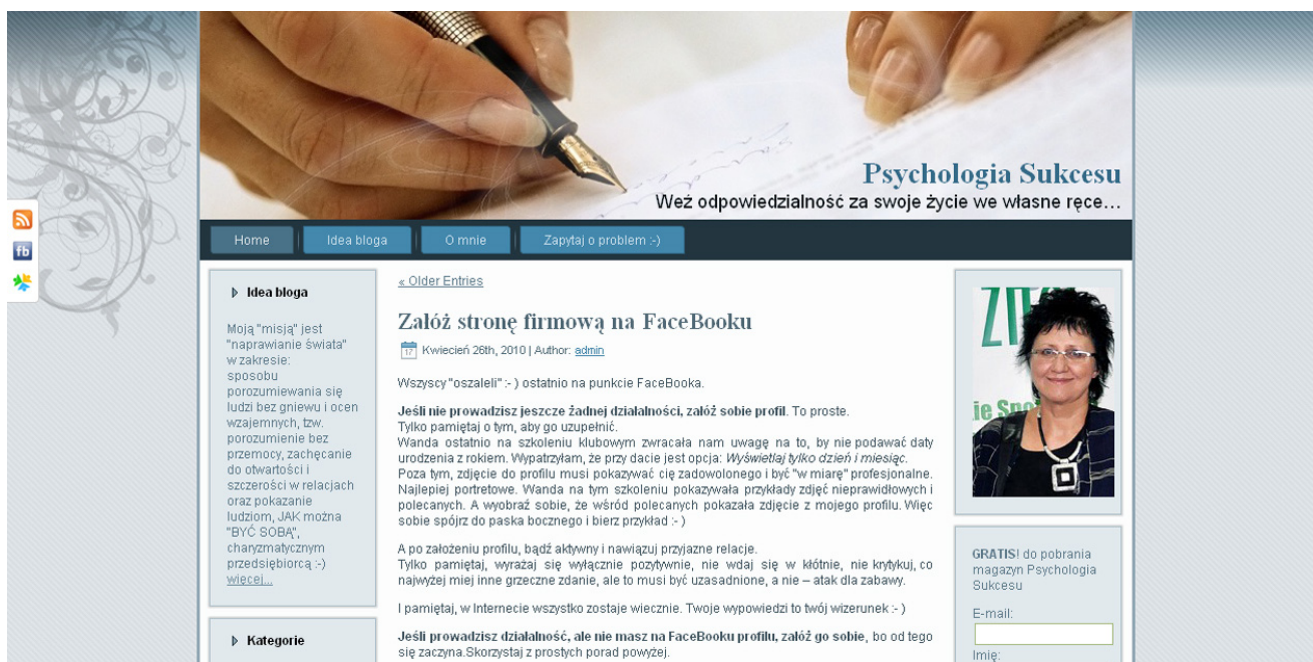 Psychologia Sukcesu
Weź odpowiedzialność za swoje życie we własne ręce...
fb
Home
Idea bloga
O mnie
Zapytaj o problem :-)
Idea bloga
Moją "misją" jest
"naprawianie świata"
w zakresie:
sposobu
porozumiewania się
ludzi bez gniewu i ocen
wzajemnych, tzw.
porozumienie bez
przemocy, zachęcanie
do otwartości i
szczerości w relacjach
oraz pokazanie
ludziom, JAK można
"BYĆ SOBĄ",
charyzmatycznym
przedsiębiorcą :-)
więcej...
Kategorie
« Older Entries
Załóż stronę firmową na FaceBooku
17
Kwiecień 26th, 2010 | Author: admin
Wszyscy "oszaleli" :- ) ostatnio na punkcie FaceBooka.
Jeśli nie prowadzisz jeszcze żadnej działalności, załóż sobie profil. To proste.
Tylko pamiętaj o tym, aby go uzupełnić.
Wanda ostatnio na szkoleniu klubowym zwracała nam uwagę na to, by nie podawać daty
urodzenia z rokiem. Wypatrzyłam, że przy dacie jest opcja: Wyświetlaj tylko dzień i miesiąc.
Poza tym, zdjęcie do profilu musi pokazywać cię zadowolonego i być "w miarę" profesjonalne.
Najlepiej portretowe. Wanda na tym szkoleniu pokazywała przykłady zdjęć nieprawidłowych i
polecanych. A wyobraź sobie, że wśród polecanych pokazała zdjęcie z mojego profilu. Więc
sobie spójrz do paska bocznego i bierz przykład :- )
A po założeniu profilu, bądź aktywny i nawiązuj przyjazne relacje.
Tylko pamiętaj, wyrażaj się wyłącznie pozytywnie, nie wdaj się w kłótnie, nie krytykuj, co
najwyżej miej inne grzeczne zdanie, ale to musi być uzasadnione, a nie – atak dla zabawy.
I pamiętaj, w Internecie wszystko zostaje wiecznie. Twoje wypowiedzi to twój wizerunek :- )
Jeśli prowadzisz działalność, ale nie masz na FaceBooku profilu, załóż go sobie, bo od tego
się zaczyna.Skorzystaj z prostych porad powyżej.
GRATIS! do pobrania
magazyn Psychologia
Sukcesu
E-mail:
Imię: